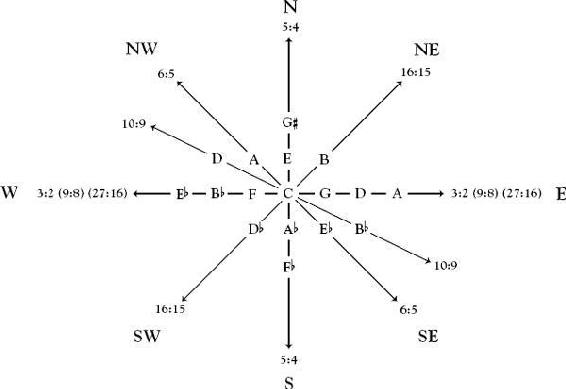 N
5:4
NW
NE
6:5
16:15
10:9
G♯
D A E B
W 3:2 (9:8) (27:16) E♭ B♭ F C G D A 3:2 (9:8) (27:16) E
D♭ A♭ E♭ B♭
F♭
10:9
16:15
6:5
SW
SE
5:4
S